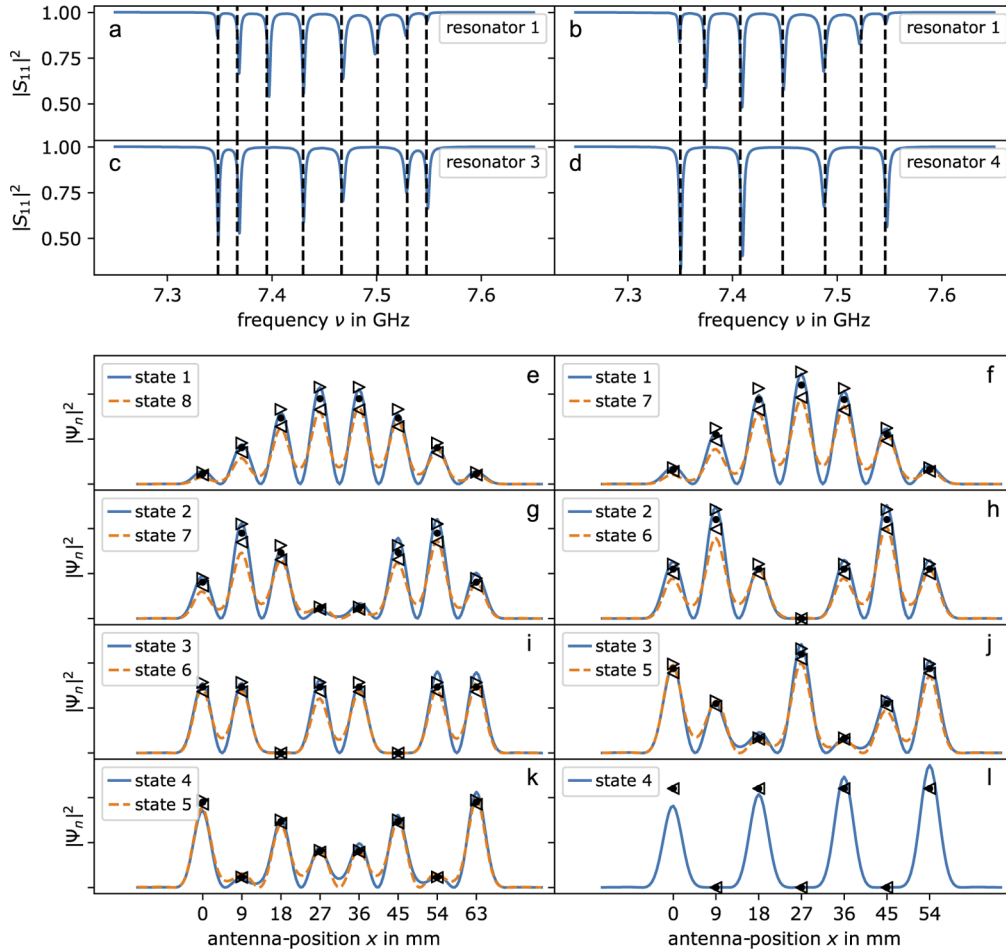 a
resonator 1
b
resonator 1
1.00
0.75
0.50
|S₁₁|²
c
resonator 3
d
resonator 4
1.00
0.75
0.50
|S₁₁|²
7.3 7.4 7.5 7.6
7.3 7.4 7.5 7.6
frequency ν in GHz
frequency ν in GHz
state 1
state 8
e
state 1
state 7
f
|Ψₙ|²
state 2
state 7
g
state 2
state 6
h
|Ψₙ|²
state 3
state 6
i
state 3
state 5
j
|Ψₙ|²
state 4
state 5
k
state 4
l
|Ψₙ|²
0 9 18 27 36 45 54 63
0 9 18 27 36 45 54
antenna-position x in mm
antenna-position x in mm